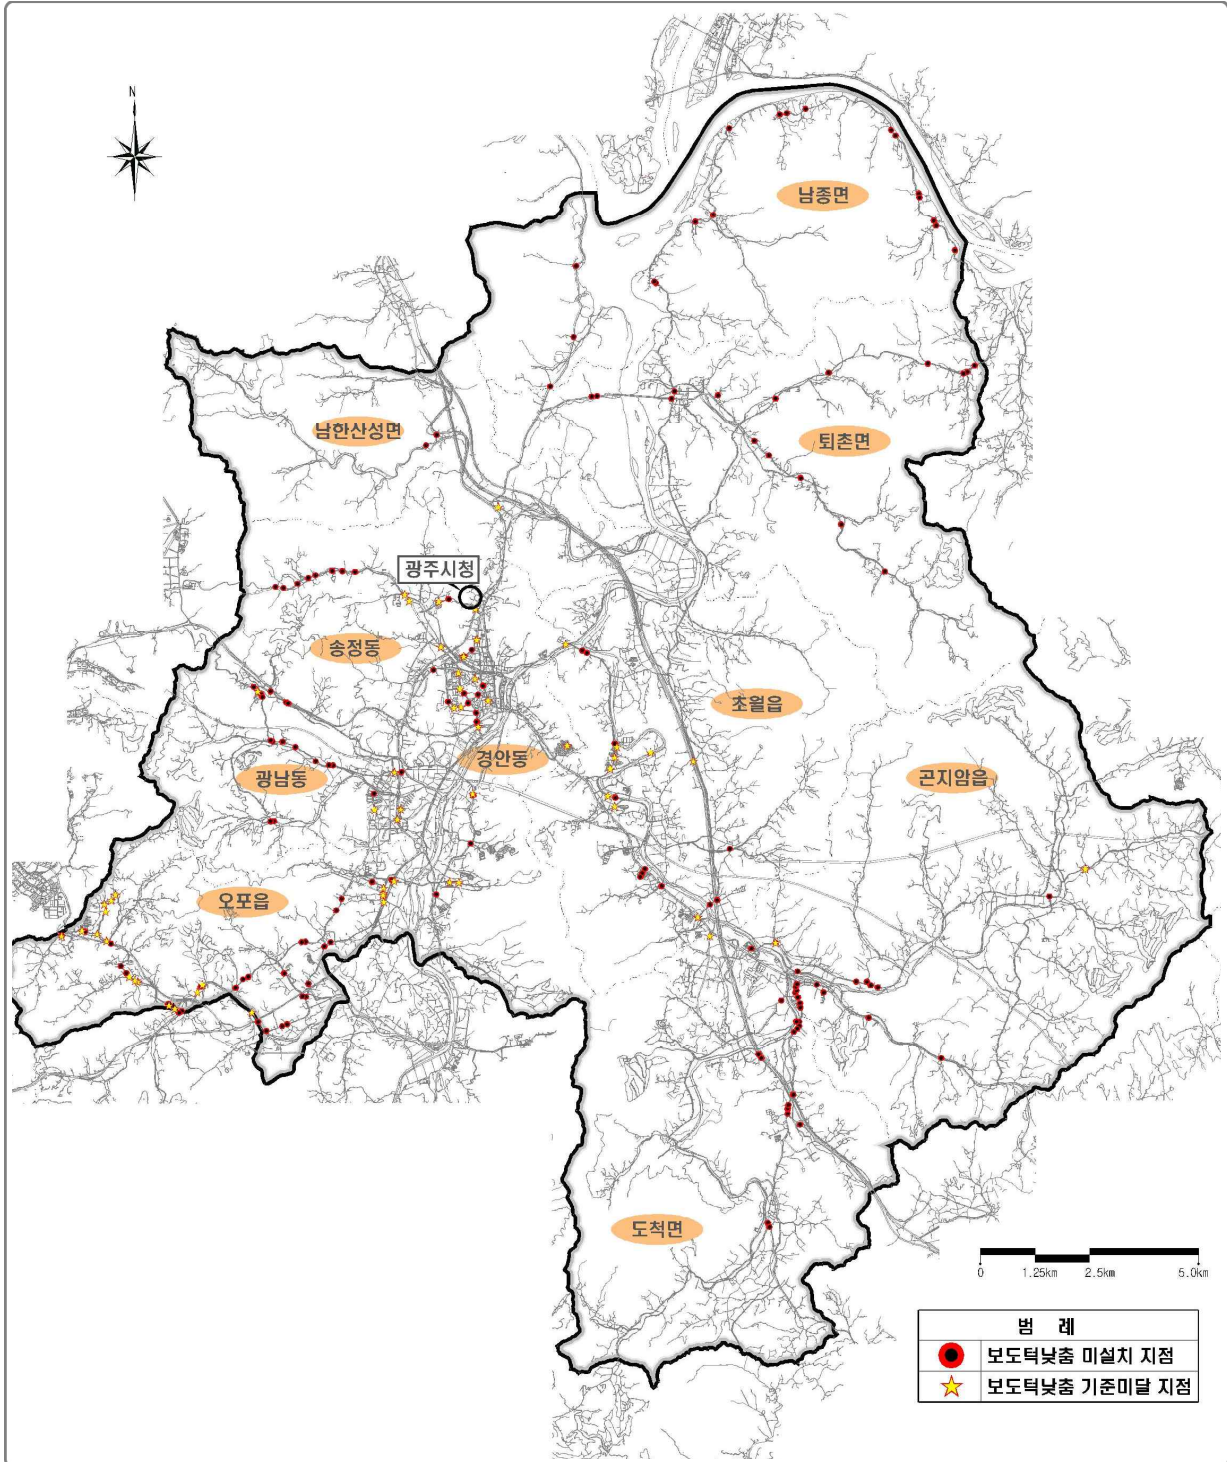 N
남종면
남한산성면
퇴촌면
광주시청
송정동
초월읍
경안동
광남동
곤지암읍
오포읍
도척면
0 1.25km 2.5km 5.0km
범 례
보도턱낮춤 미설치 지점
보도턱낮춤 기준미달 지점